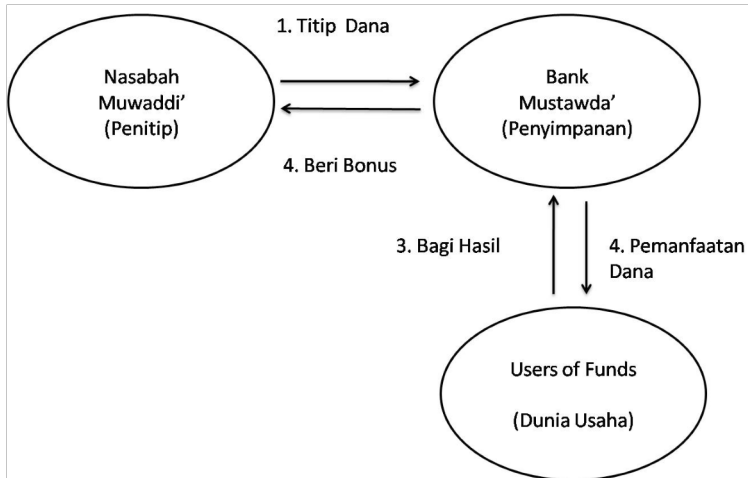 1. Titip Dana
Nasabah
Muwaddi’
(Penitip)
Bank
Mustawda’
(Penyimpanan)
4. Beri Bonus
3. Bagi Hasil
4. Pemanfaatan
Dana
Users of Funds
(Dunia Usaha)